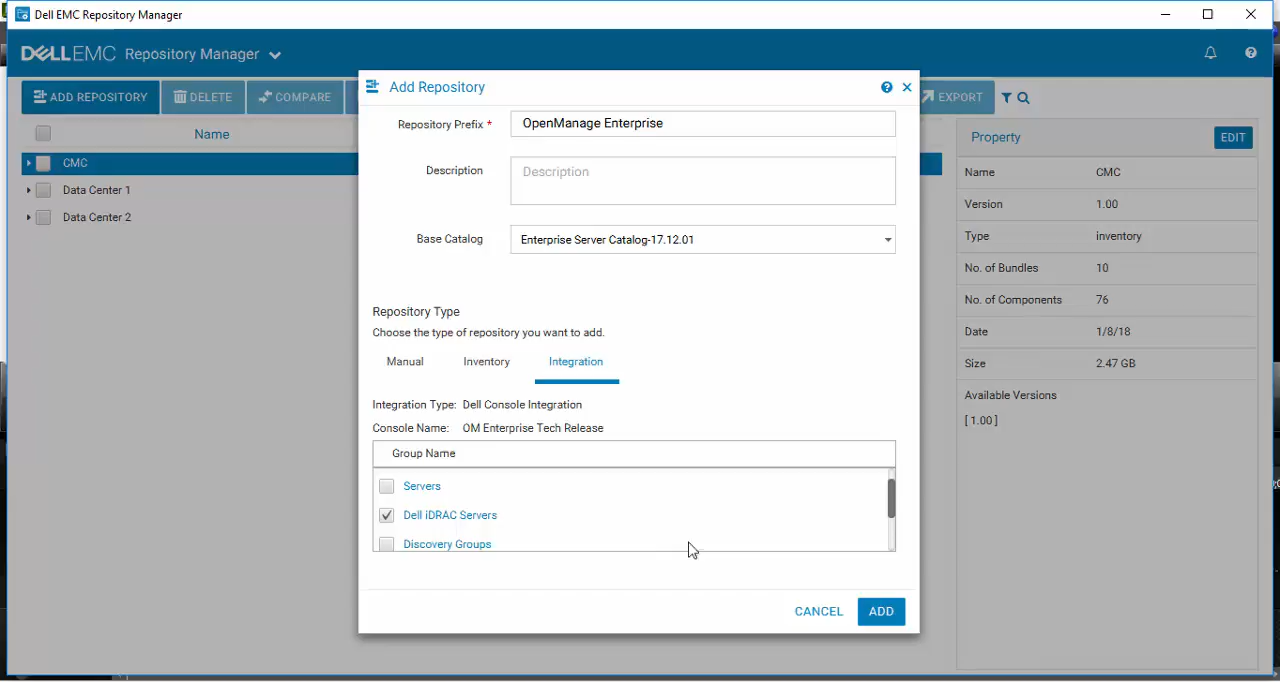 Dell EMC Repository Manager
DELLEMC Repository Manager
ADD REPOSITORY DELETE COMPARE EXPORT
Name
CMC
Data Center 1
Data Center 2
Add Repository
Repository Prefix *
OpenManage Enterprise
Description
Description
Base Catalog
Enterprise Server Catalog-17.12.01
Repository Type
Choose the type of repository you want to add.
Manual Inventory Integration
Integration Type: Dell Console Integration
Console Name: OM Enterprise Tech Release
Group Name
Servers
Dell iDRAC Servers
Discovery Groups
CANCEL ADD
Property EDIT
Name CMC
Version 1.00
Type inventory
No. of Bundles 10
No. of Components 76
Date 1/8/18
Size 2.47 GB
Available Versions
[ 1.00 ]